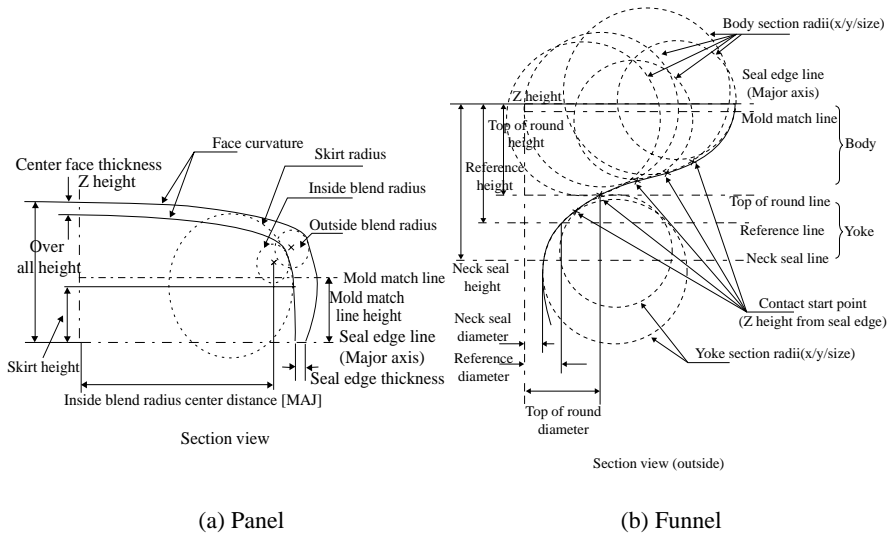 Face curvature
Center face thickness
Z height
Skirt radius
Inside blend radius
Outside blend radius
Over
all height
Mold match line
Mold match
line height
Seal edge line
(Major axis)
Skirt height
Seal edge thickness
Inside blend radius center distance [MAJ]
Section view
(a) Panel
Body section radii(x/y/size)
Seal edge line
(Major axis)
Z height
Mold match line
Top of round
height
Body
Reference
height
Top of round line
Reference line
Yoke
Neck seal line
Neck seal
height
Contact start point
(Z height from seal edge)
Neck seal
diameter
Reference
diameter
Yoke section radii(x/y/size)
Top of round
diameter
Section view (outside)
(b) Funnel